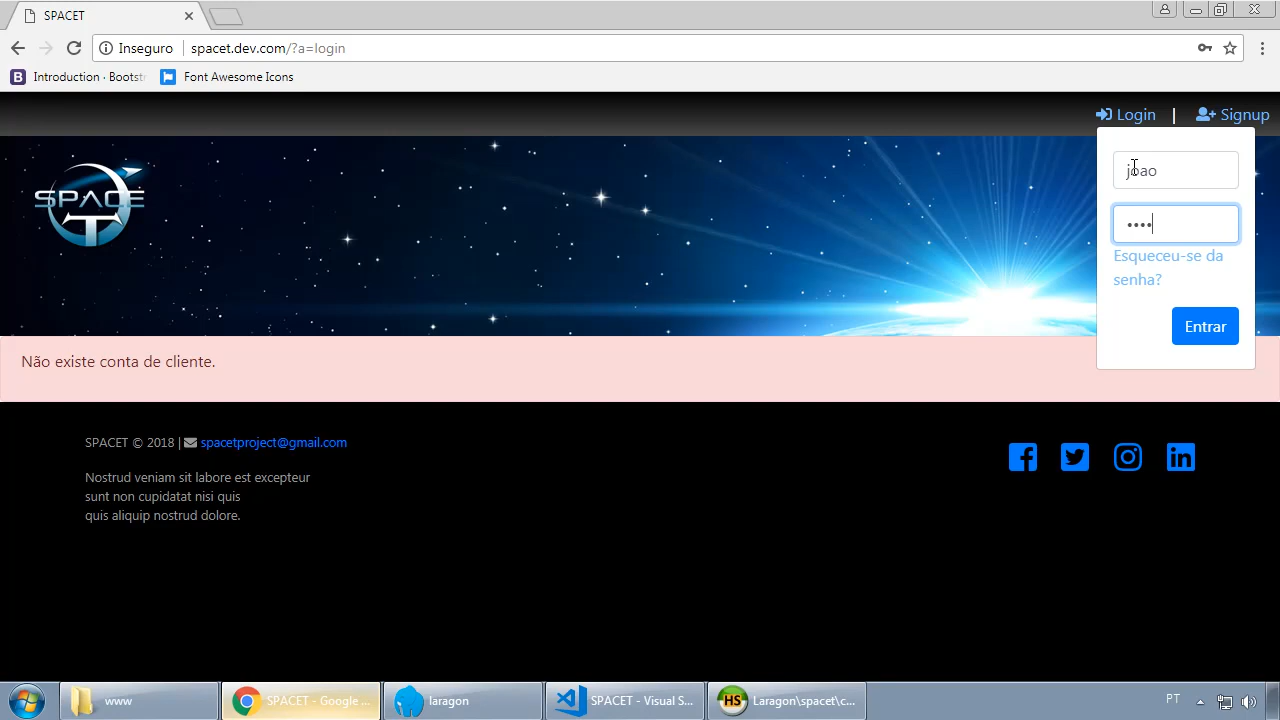 SPACET
Inseguro
spacet.dev.com/?a=login
Introduction · Bootstr
Font Awesome Icons
Login | Signup
SPACE
T
joao
••••
Esqueceu-se da
senha?
Entrar
Não existe conta de cliente.
SPACET © 2018 | spacetproject@gmail.com
Nostrud veniam sit labore est excepteur
sunt non cupidatat nisi quis
quis aliquip nostrud dolore.
www
SPACET - Google ...
laragon
SPACET - Visual S...
HS
Laragon\spacet\c...
PT